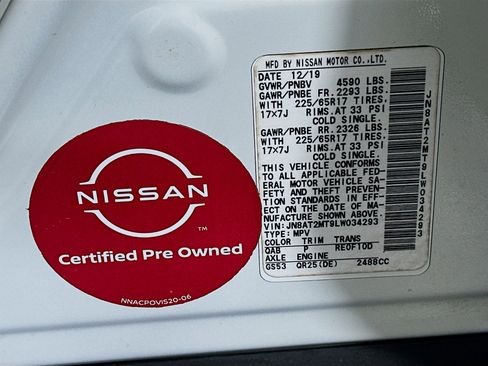 MFD BY NISSAN MOTOR CO.,LTD.
DATE 12/19
GVWR/PNBV 4590 LBS.
GAWR/PNBE FR. 2293 LBS.
WITH 225/65R17 TIRES.
17×7J RIMS.AT 33 PSI
COLD SINGLE.
GAWR/PNBE RR. 2326 LBS.
WITH 225/65R17 TIRES.
17×7J RIMS.AT 33 PSI
COLD SINGLE.
THIS VEHICLE CONFORMS
TO ALL APPLICABLE FED-
ERAL MOTOR VEHICLE SA-
FETY AND THEFT PREVEN-
TION STANDARDS IN EFF-
ECT ON THE DATE OF MA-
NUFACTURE SHOWN ABOVE.
VIN:JN8AT2MT9LW034293
TYPE:MPV
COLOR TRIM TRANS
QAB P RE0F10D
AXLE ENGINE
GS53 QR25(DE) 2488CC
JN8AT2MT9LW034293
NISSAN
TM
Certified Pre Owned
NNACPOVIS20-06